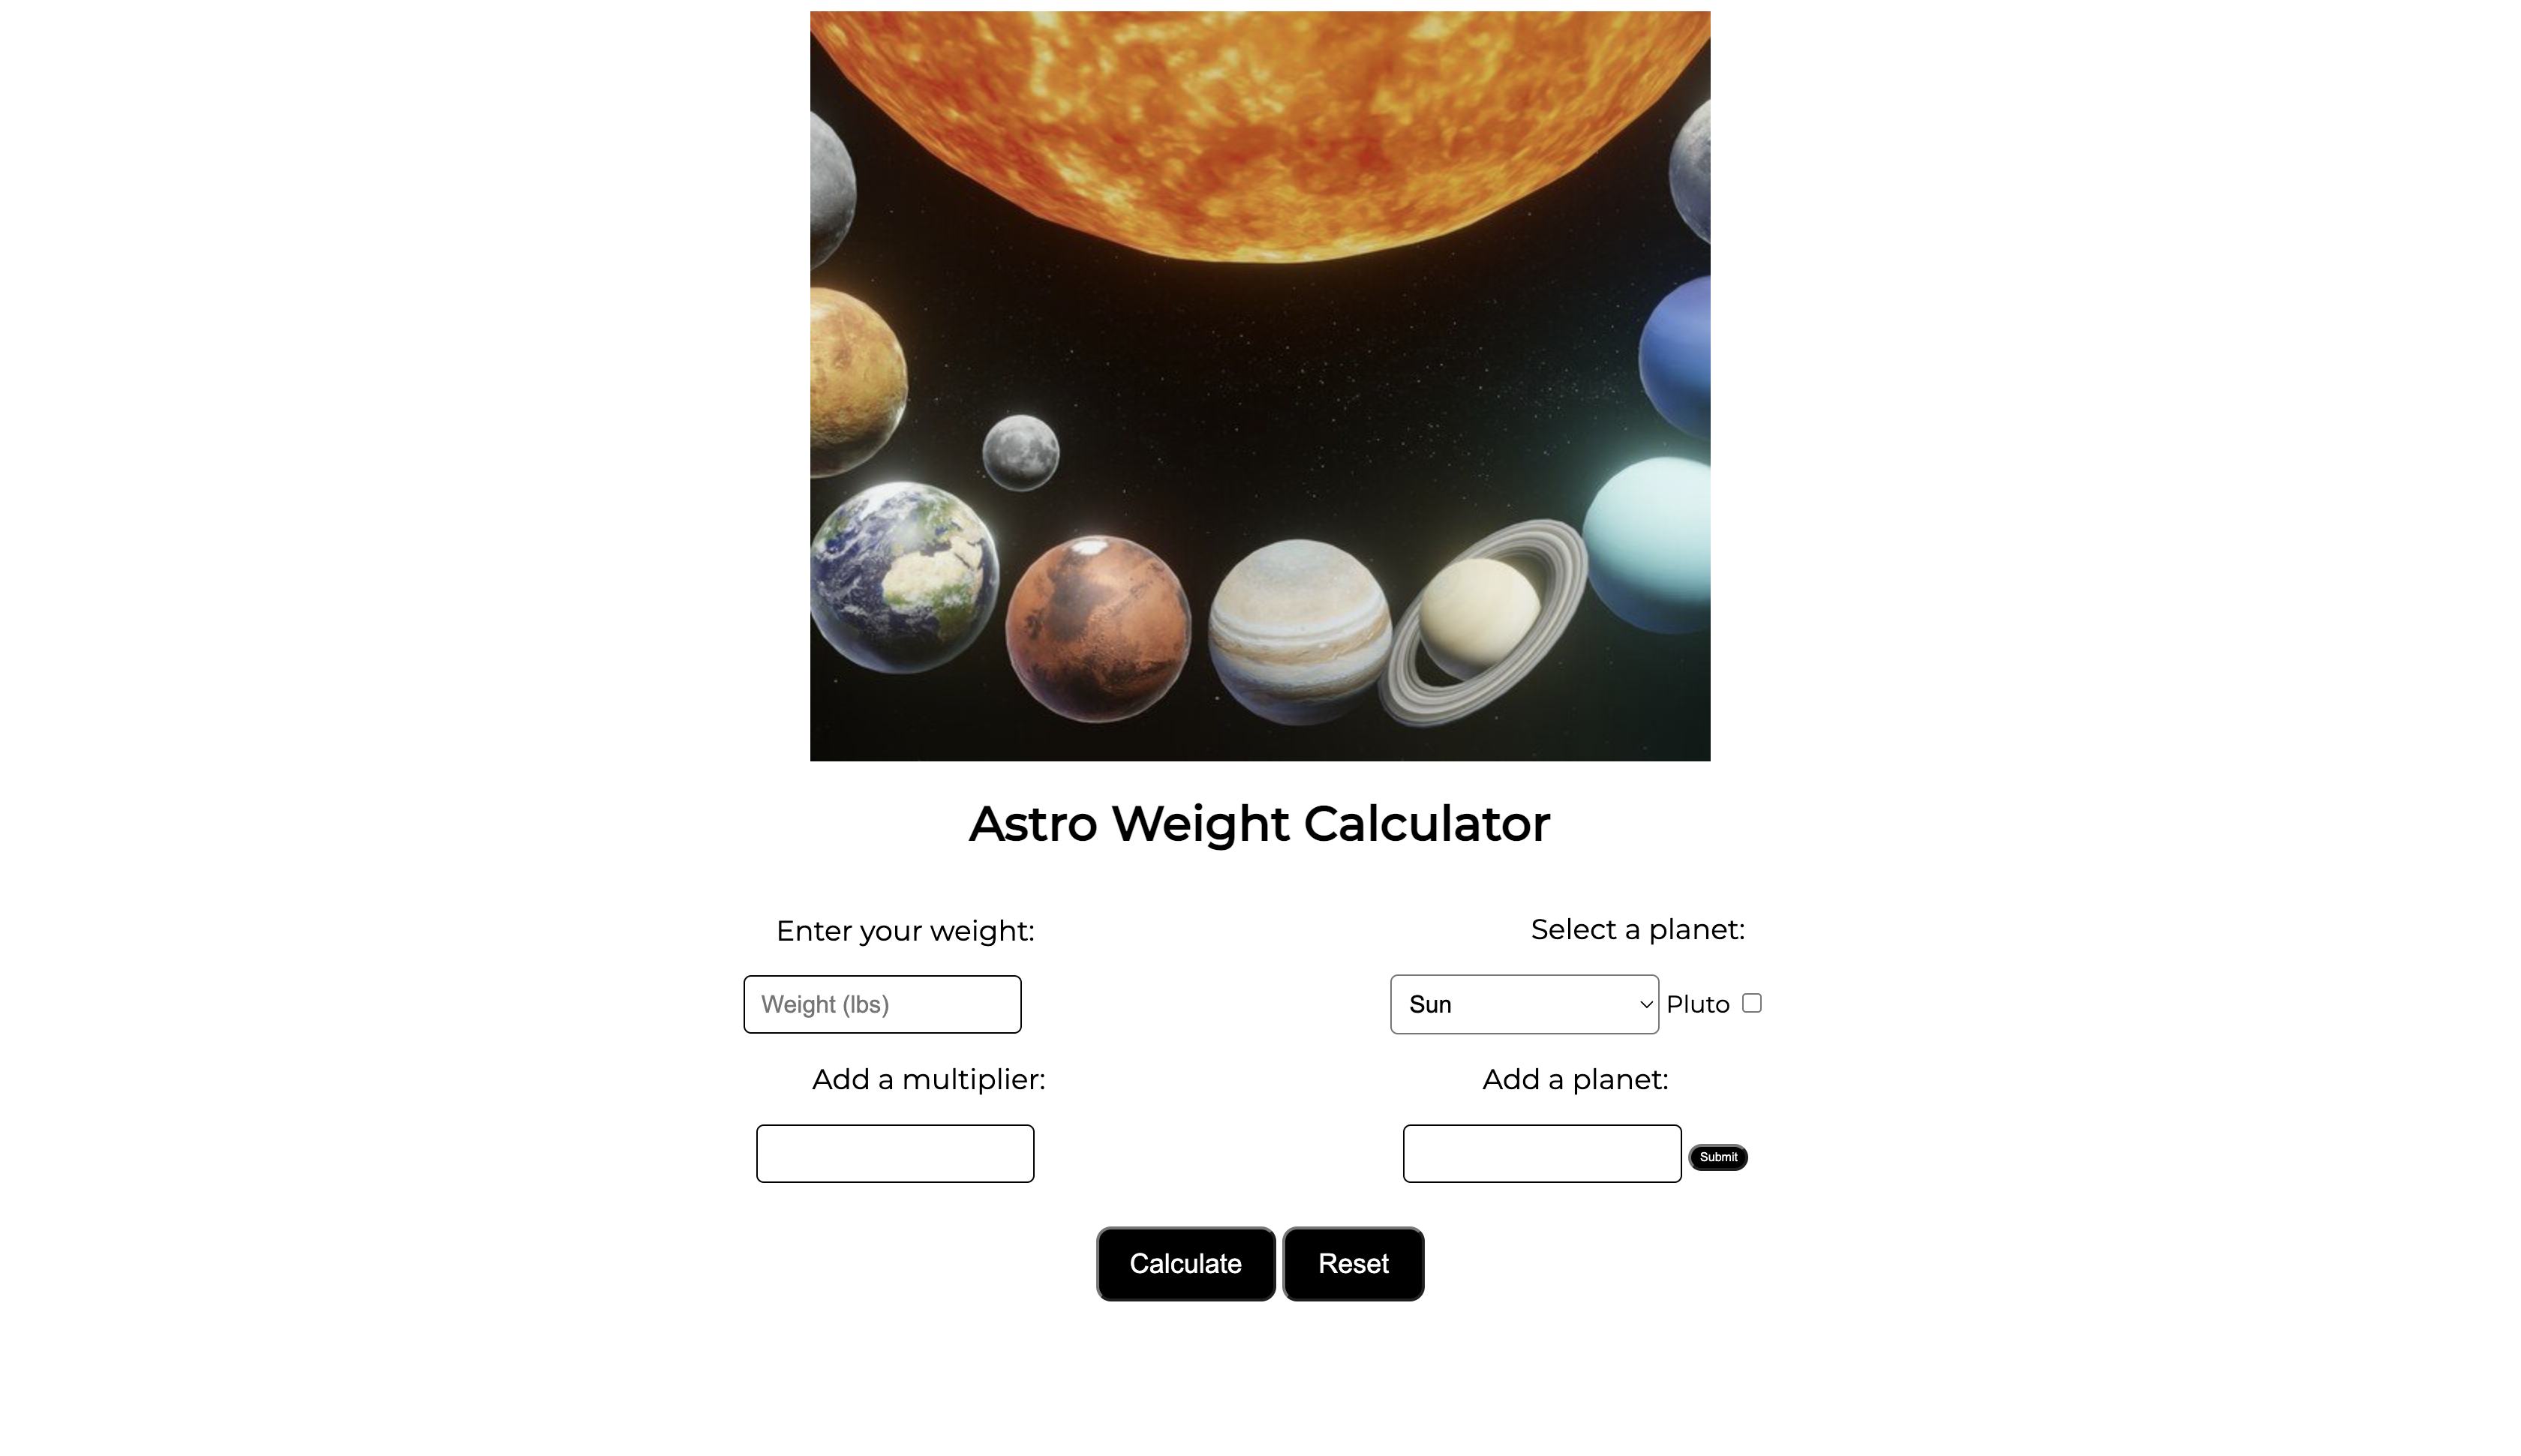 Astro Weight Calculator
Enter your weight:
Select a planet:
Weight (lbs)
Sun
Pluto
Add a multiplier:
Add a planet:
Submit
Calculate
Reset